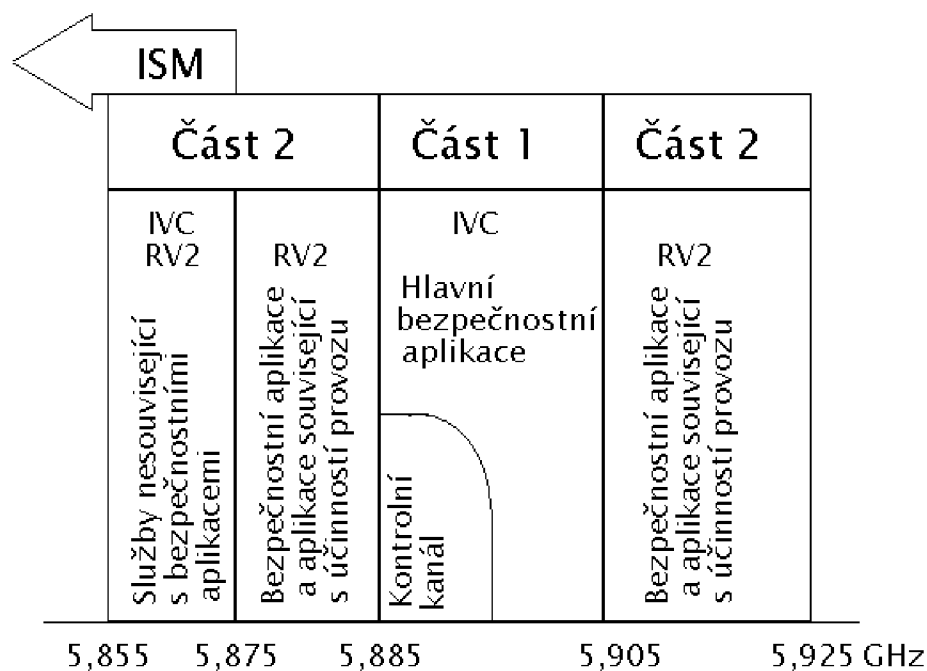 ISM
Část 2
Část 1
Část 2
IVC
RV2
Služby nesouvisející
s bezpečnostními
aplikacemi
RV2
Bezpečnostní aplikace
a aplikace související
s účinností provozu
IVC
Hlavní
bezpečnostní
aplikace
Kontrolní
kanál
RV2
Bezpečnostní aplikace
a aplikace související
s účinností provozu
5,855 5,875 5,885 5,905 5,925 GHz